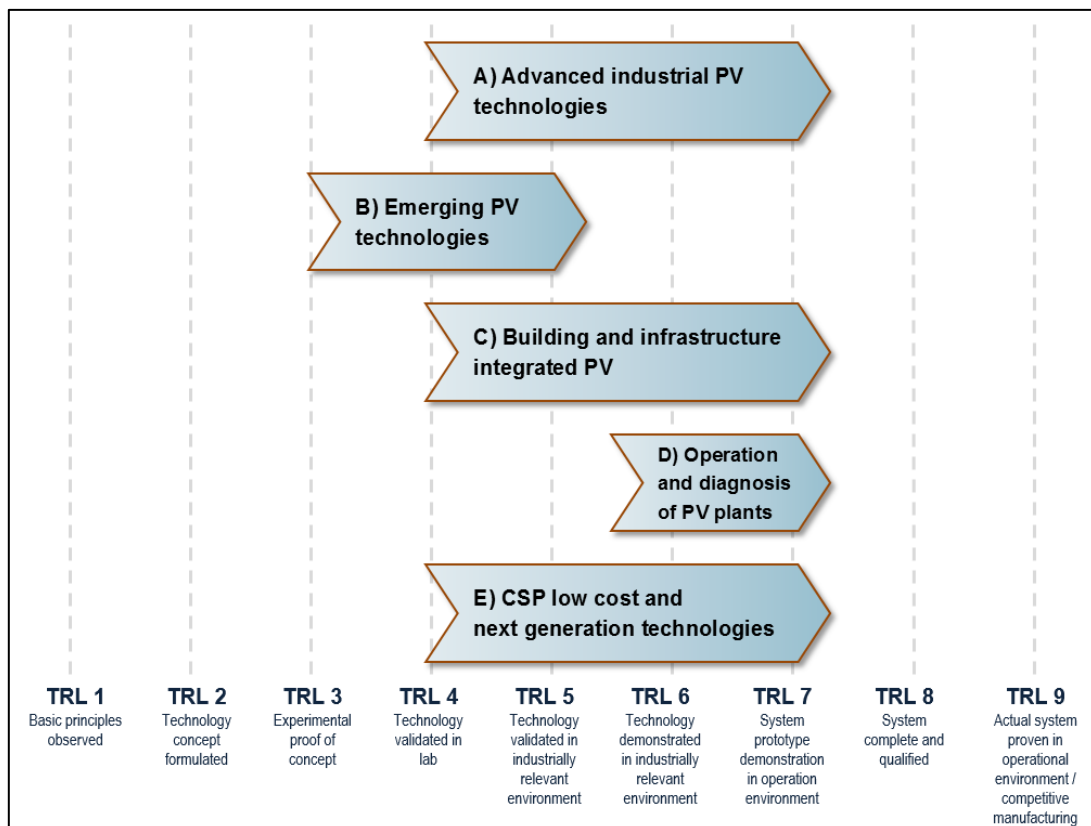 A) Advanced industrial PV
technologies
B) Emerging PV
technologies
C) Building and infrastructure
integrated PV
D) Operation
and diagnosis
of PV plants
E) CSP low cost and
next generation technologies
TRL 1
Basic principles
observed
TRL 2
Technology
concept
formulated
TRL 3
Experimental
proof of
concept
TRL 4
Technology
validated in
lab
TRL 5
Technology
validated in
industrially
relevant
environment
TRL 6
Technology
demonstrated
in industrially
relevant
environment
TRL 7
System
prototype
demonstration
in operation
environment
TRL 8
System
complete and
qualified
TRL 9
Actual system
proven in
operational
environment /
competitive
manufacturing